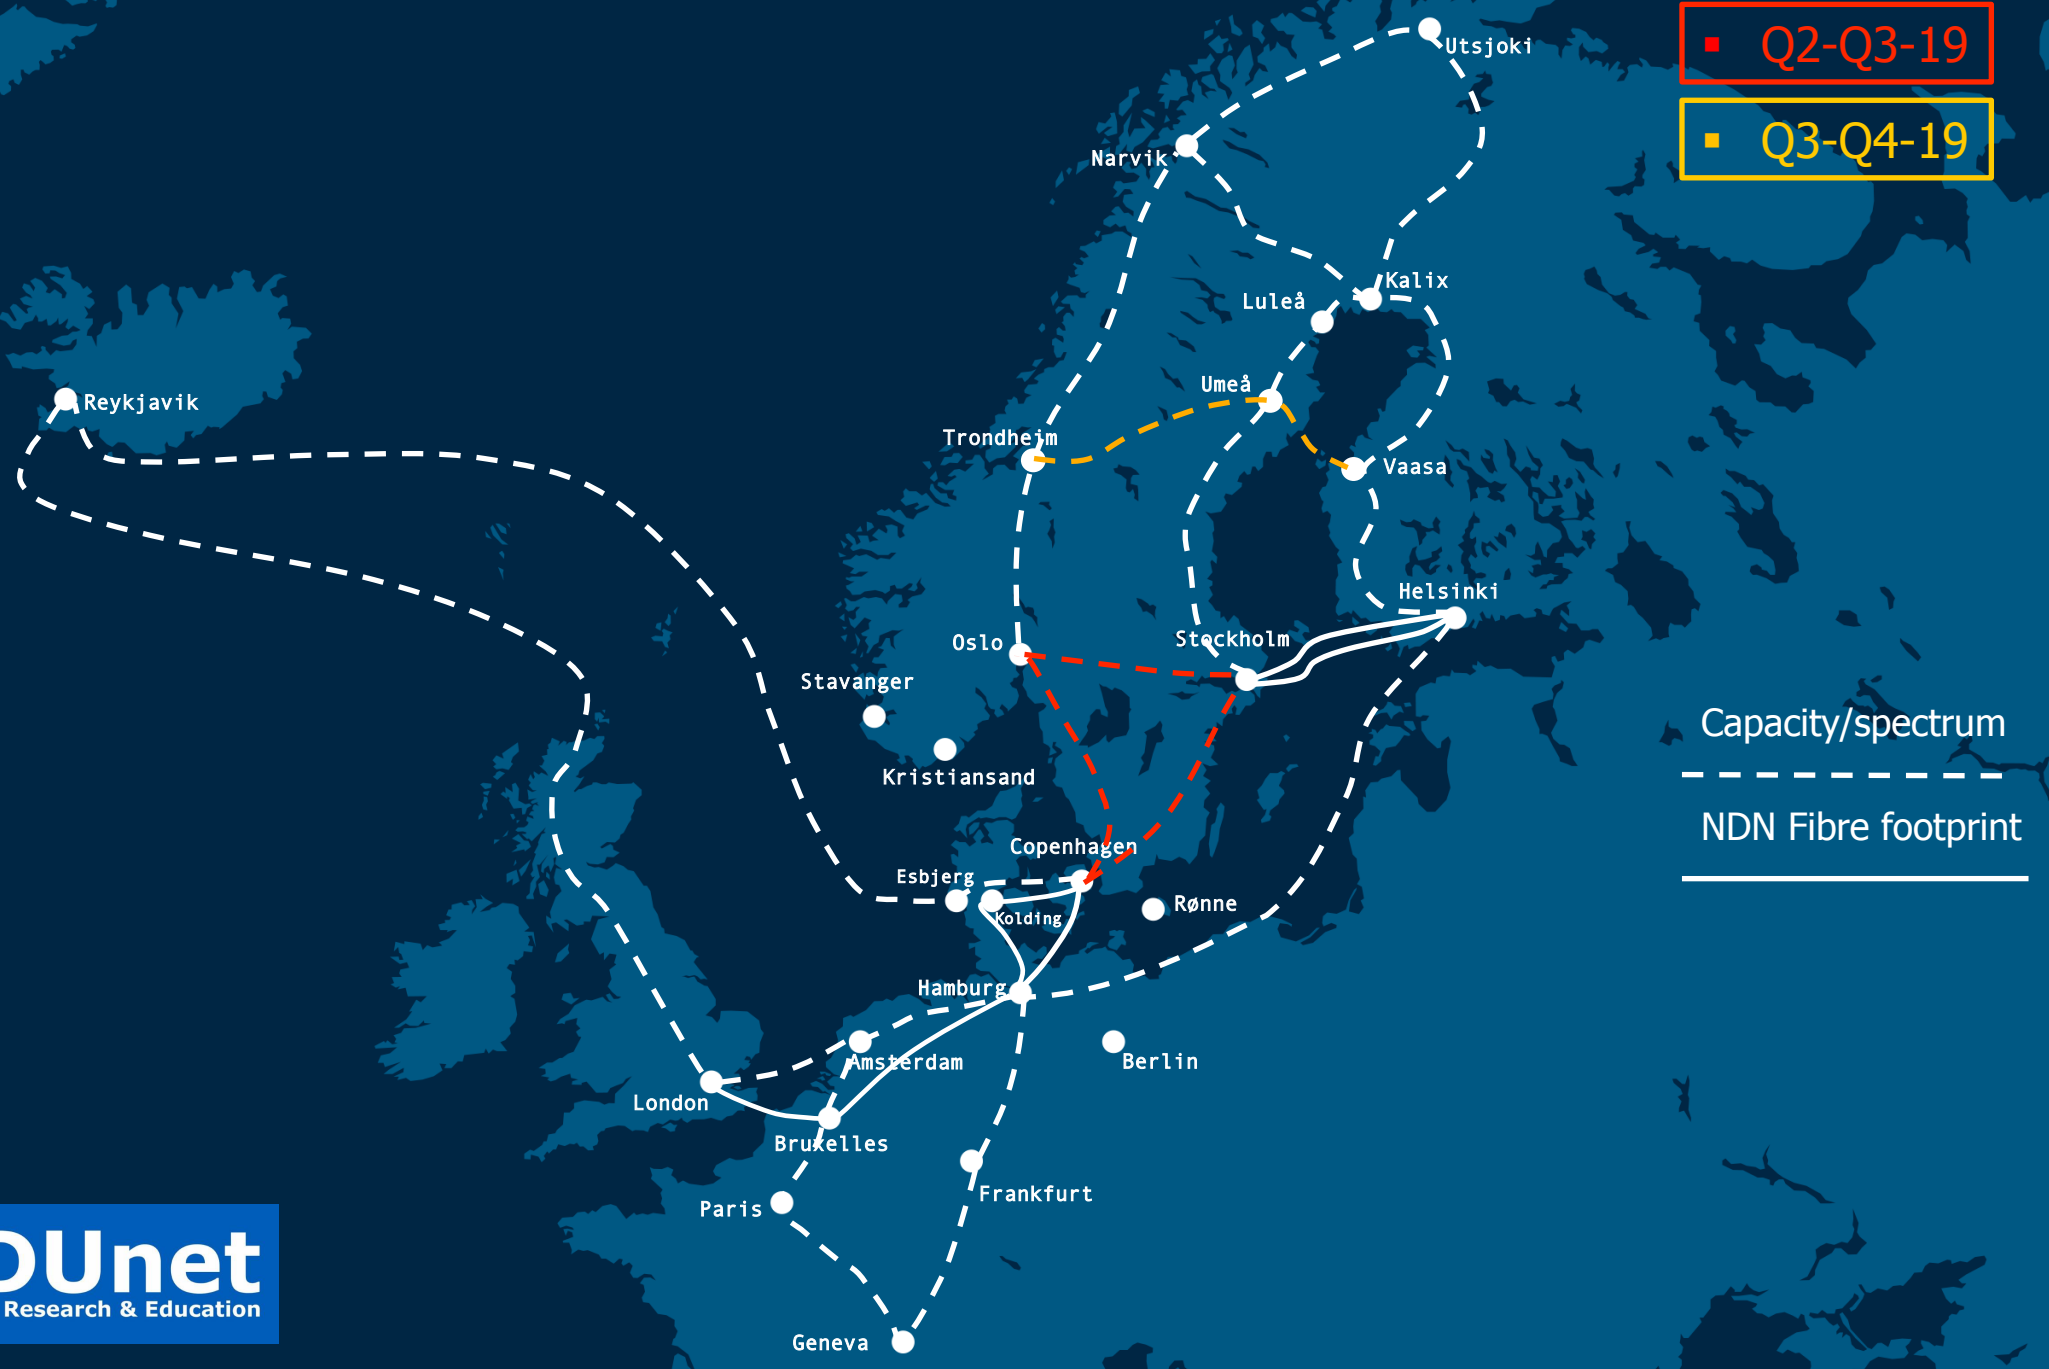 Utsjoki
Q2-Q3-19
Q3-Q4-19
Narvik
Kalix
Luleå
Umeå
Reykjavik
Trondheim
Vaasa
Helsinki
Stockholm
Oslo
Stavanger
Capacity/spectrum
Kristiansand
NDN Fibre footprint
Copenhagen
Esbjerg
Rønne
Kolding
Hamburg
Amsterdam
Berlin
London
Bruxelles
Frankfurt
Paris
DUnet
Research & Education
Geneva